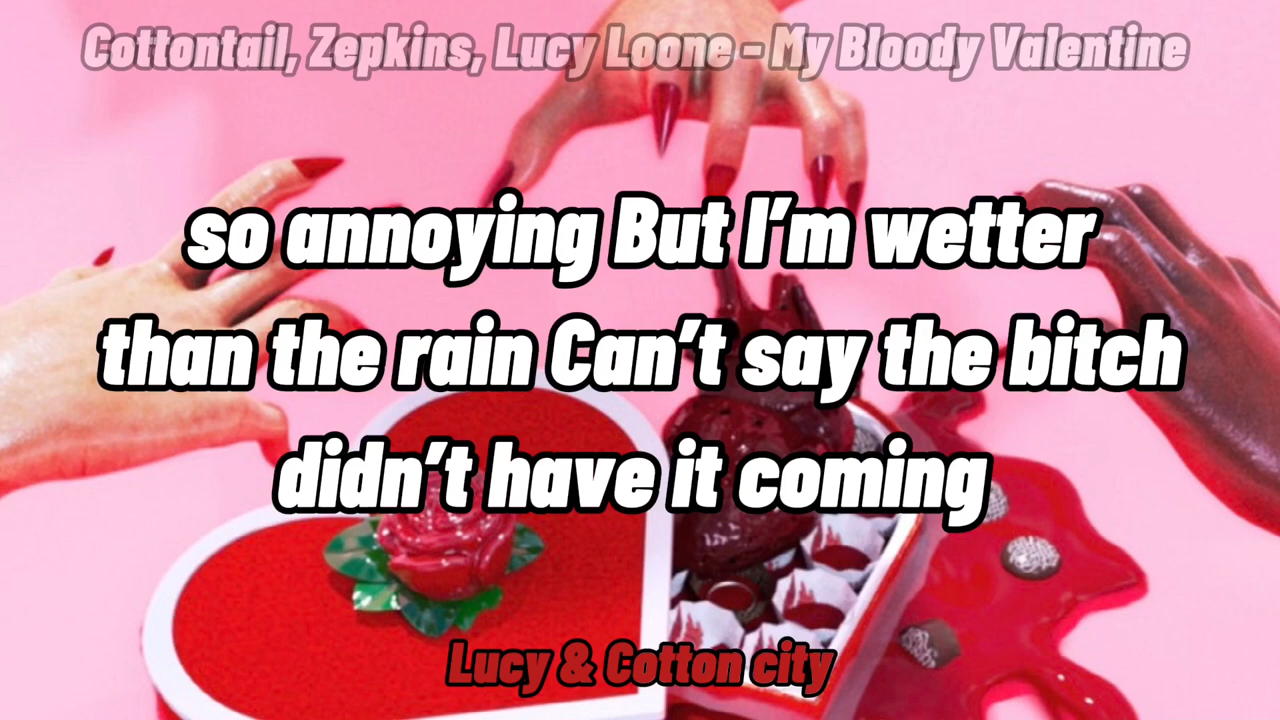 Cottontail, Zepkins, Lucy Loone - My Bloody Valentine
so annoying But I'm wetter
than the rain Can't say the bitch
didn't have it coming
Lucy & Cotton city